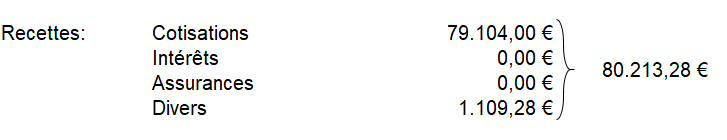 Recettes: Cotisations 79.104,00 €
Intérêts 0,00 €
80.213,28 €
Assurances 0,00 €
Divers 1.109,28 €